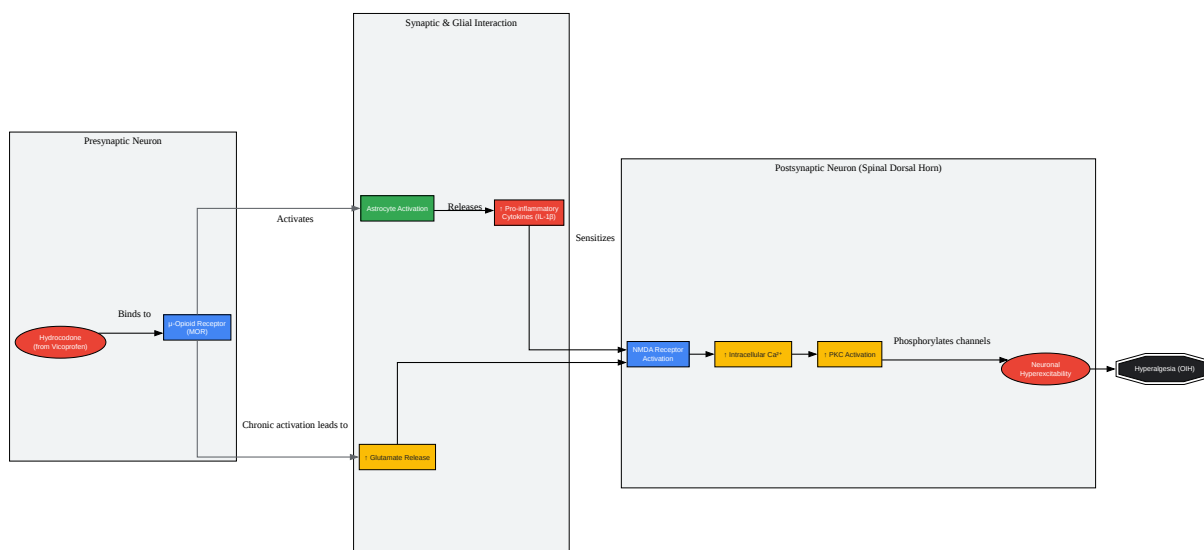 Synaptic & Glial Interaction
Presynaptic Neuron
Postsynaptic Neuron (Spinal Dorsal Horn)
Activates
Astrocyte Activation
Releases
↑ Pro-inflammatory
Cytokines (IL-1β)
Sensitizes
Binds to
Hydrocodone
(from Vicoprofen)
μ-Opioid Receptor
(MOR)
NMDA Receptor
Activation
↑ Intracellular Ca²⁺
↑ PKC Activation
Phosphorylates channels
Neuronal
Hyperexcitability
Hyperalgesia (OIH)
Chronic activation leads to
↑ Glutamate Release